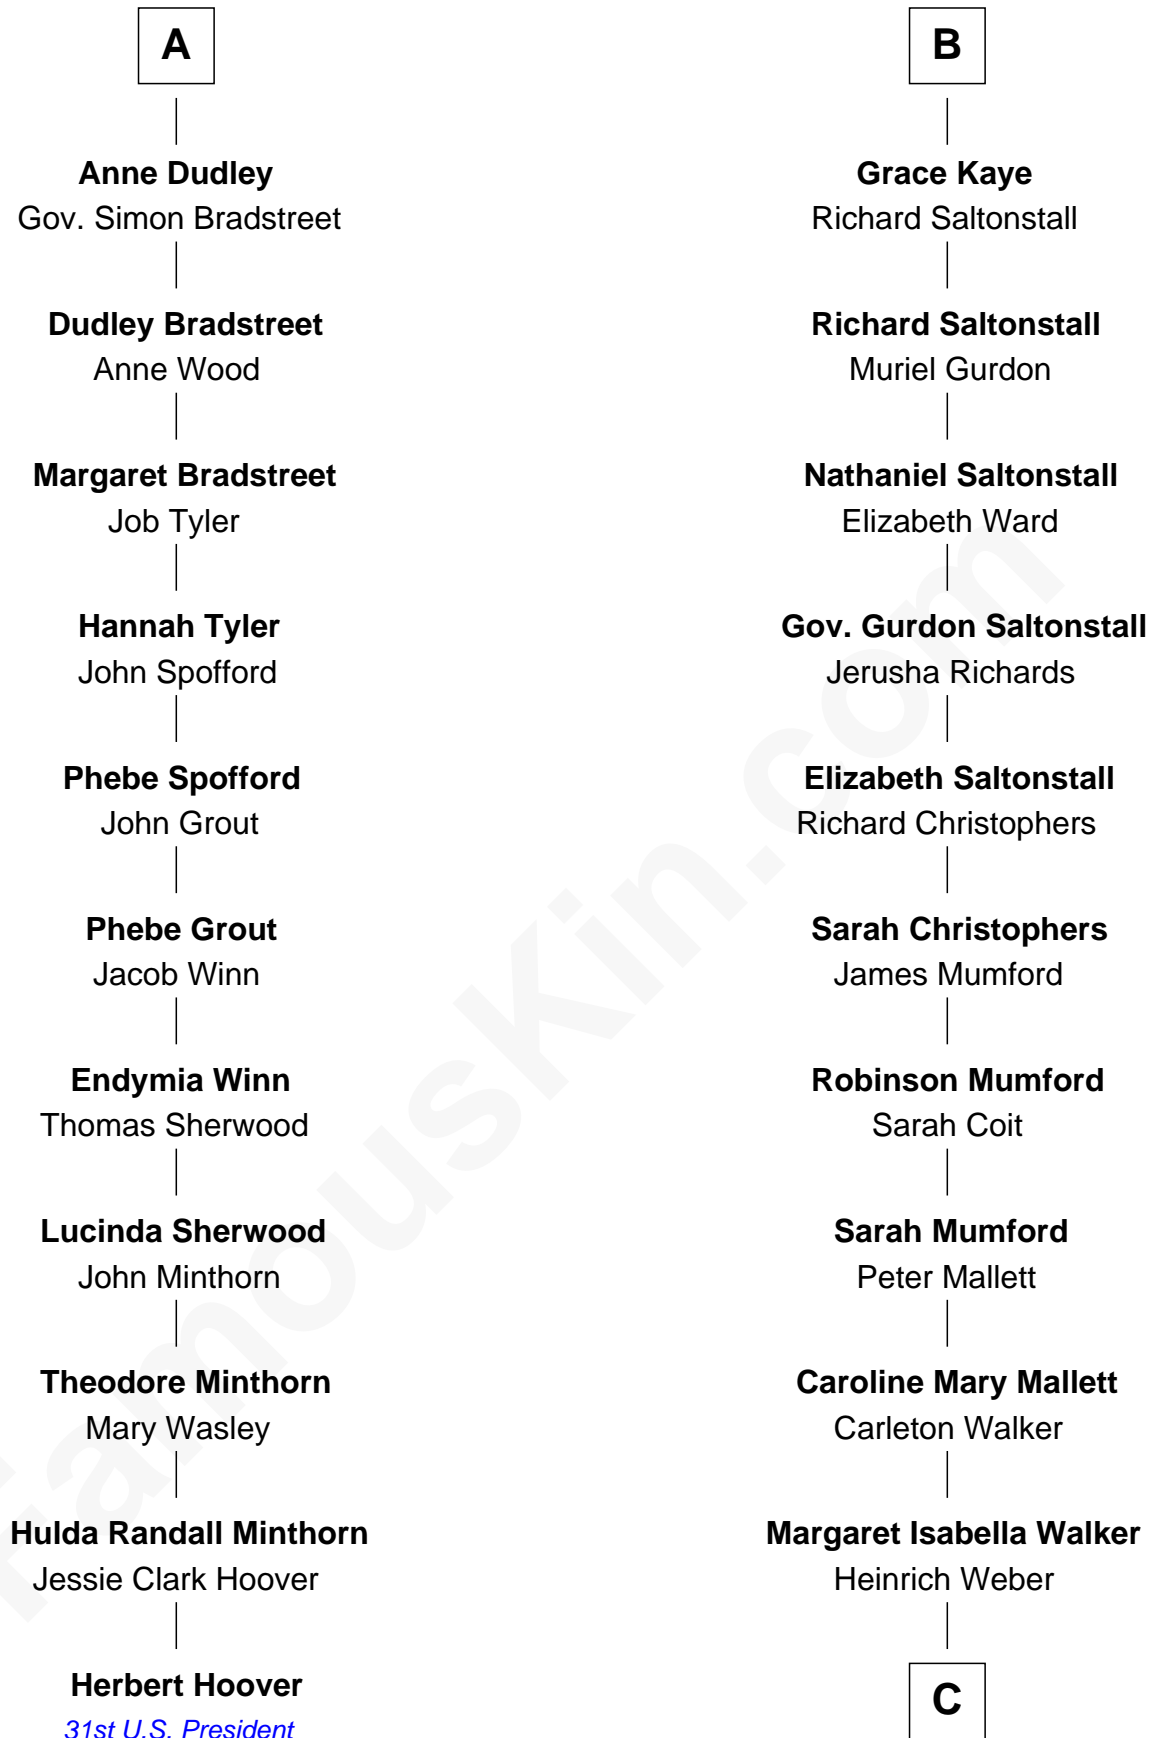 A
Anne Dudley
Gov. Simon Bradstreet
Dudley Bradstreet
Anne Wood
Margaret Bradstreet
Job Tyler
Hannah Tyler
John Spofford
Phebe Spofford
John Grout
Phebe Grout
Jacob Winn
Endymia Winn
Thomas Sherwood
Lucinda Sherwood
John Minthorn
Theodore Minthorn
Mary Wasley
Hulda Randall Minthorn
Jessie Clark Hoover
Herbert Hoover
31st U.S. President
B
Grace Kaye
Richard Saltonstall
Richard Saltonstall
Muriel Gurdon
Nathaniel Saltonstall
Elizabeth Ward
Gov. Gurdon Saltonstall
Jerusha Richards
Elizabeth Saltonstall
Richard Christophers
Sarah Christophers
James Mumford
Robinson Mumford
Sarah Coit
Sarah Mumford
Peter Mallett
Caroline Mary Mallett
Carleton Walker
Margaret Isabella Walker
Heinrich Weber
C
famouskin.com